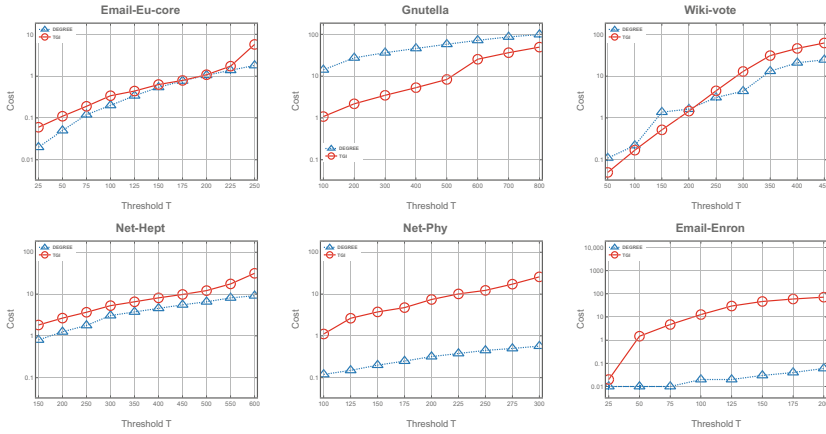 Email-Eu-core
DEGREE
TGI
10
1
0.1
0.01
Cost
25 50 75 100 125 150 175 200 225 250
Threshold T
Gnutella
100
10
1
0.1
Cost
DEGREE
TGI
100 200 300 400 500 600 700 800
Threshold T
Wiki-vote
DEGREE
TGI
100
10
1
0.1
Cost
50 100 150 200 250 300 350 400 45
Threshold T
Net-Hept
DEGREE
TGI
100
10
1
0.1
Cost
150 200 250 300 350 400 450 500 550 600
Threshold T
Net-Phy
DEGREE
TGI
100
10
1
0.1
Cost
100 125 150 175 200 225 250 275 300
Threshold T
Email-Enron
DEGREE
TGI
10,000
1000
100
10
1
0.1
0.01
Cost
25 50 75 100 125 150 175 200
Threshold T